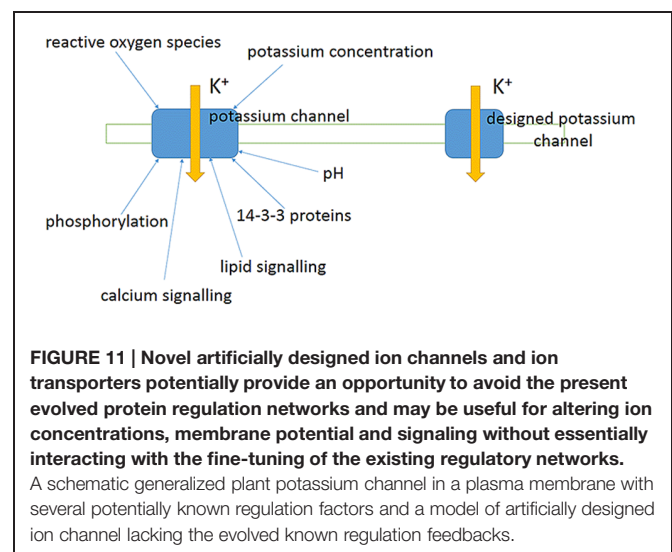 reactive oxygen species
potassium concentration
K+
K+
potassium channel
designed potassium
channel
pH
phosphorylation
14-3-3 proteins
lipid signalling
calcium signalling
FIGURE 11 | Novel artificially designed ion channels and ion
transporters potentially provide an opportunity to avoid the present
evolved protein regulation networks and may be useful for altering ion
concentrations, membrane potential and signaling without essentially
interacting with the fine-tuning of the existing regulatory networks.
A schematic generalized plant potassium channel in a plasma membrane with
several potentially known regulation factors and a model of artificially designed
ion channel lacking the evolved known regulation feedbacks.